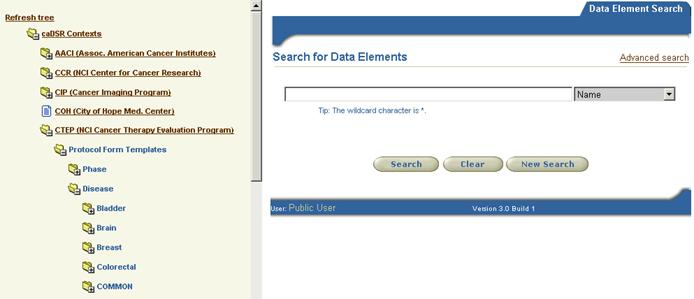 Refresh tree
caDSR Contexts
AACI (Assoc. American Cancer Institutes)
CCR (NCI Center for Cancer Research)
CIP (Cancer Imaging Program)
COH (City of Hope Med. Center)
CTEP (NCI Cancer Therapy Evaluation Program)
Protocol Form Templates
Phase
Disease
Bladder
Brain
Breast
Colorectal
COMMON
Data Element Search
Search for Data Elements
Advanced search
Name
Tip: The wildcard character is *.
Search Clear New Search
User: Public User Version 3.0 Build 1